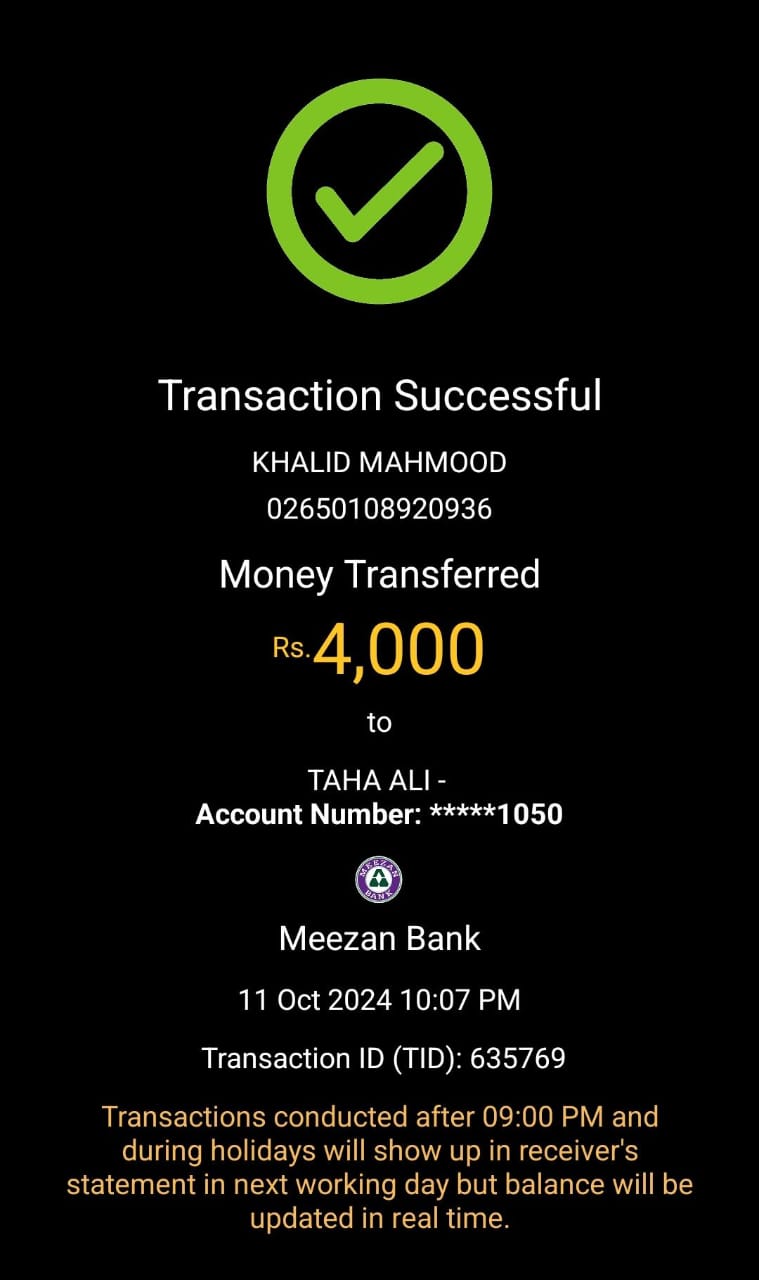 Transaction Successful
KHALID MAHMOOD
02650108920936
Money Transferred
Rs.4,000
to
TAHA ALI -
Account Number: *****1050
MEEZAN BANK
Meezan Bank
11 Oct 2024 10:07 PM
Transaction ID (TID): 635769
Transactions conducted after 09:00 PM and
during holidays will show up in receiver's
statement in next working day but balance will be
updated in real time.